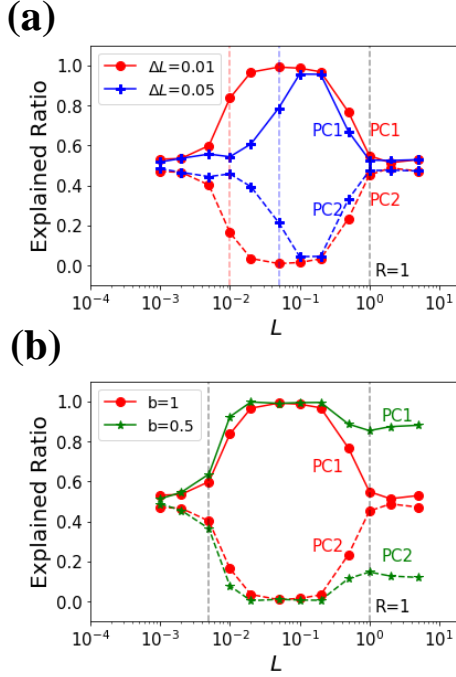 (a)
Explained Ratio
1.0
0.8
0.6
0.4
0.2
0.0
ΔL=0.01
ΔL=0.05
PC1
PC1
PC2
PC2
R=1
10⁻⁴
10⁻³
10⁻²
10⁻¹
10⁰
10¹
L
(b)
Explained Ratio
1.0
0.8
0.6
0.4
0.2
0.0
b=1
b=0.5
PC1
PC1
PC2
PC2
R=1
10⁻⁴
10⁻³
10⁻²
10⁻¹
10⁰
10¹
L